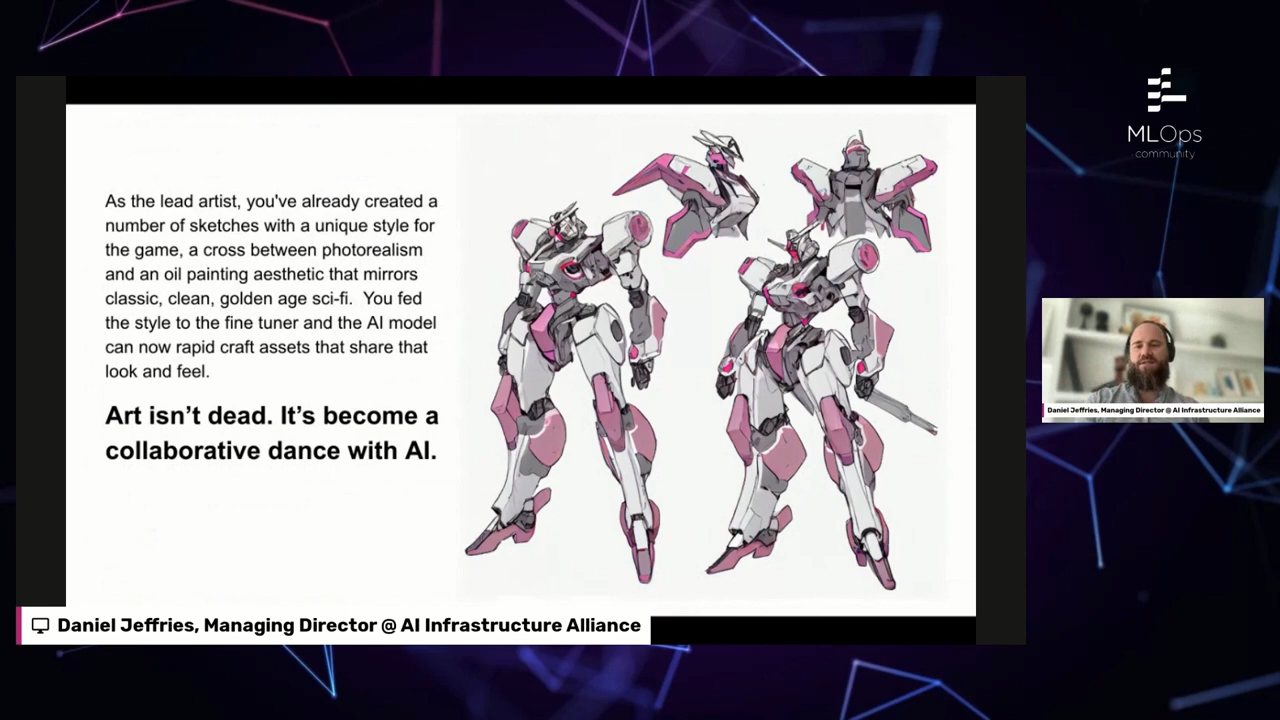 As the lead artist, you've already created a
number of sketches with a unique style for
the game, a cross between photorealism
and an oil painting aesthetic that mirrors
classic, clean, golden age sci-fi.  You fed
the style to the fine tuner and the AI model
can now rapid craft assets that share that
look and feel.
Art isn't dead. It's become a
collaborative dance with AI.
Daniel Jeffries, Managing Director @ AI Infrastructure Alliance
MLOps
community
Daniel Jeffries, Managing Director @ AI Infrastructure Alliance